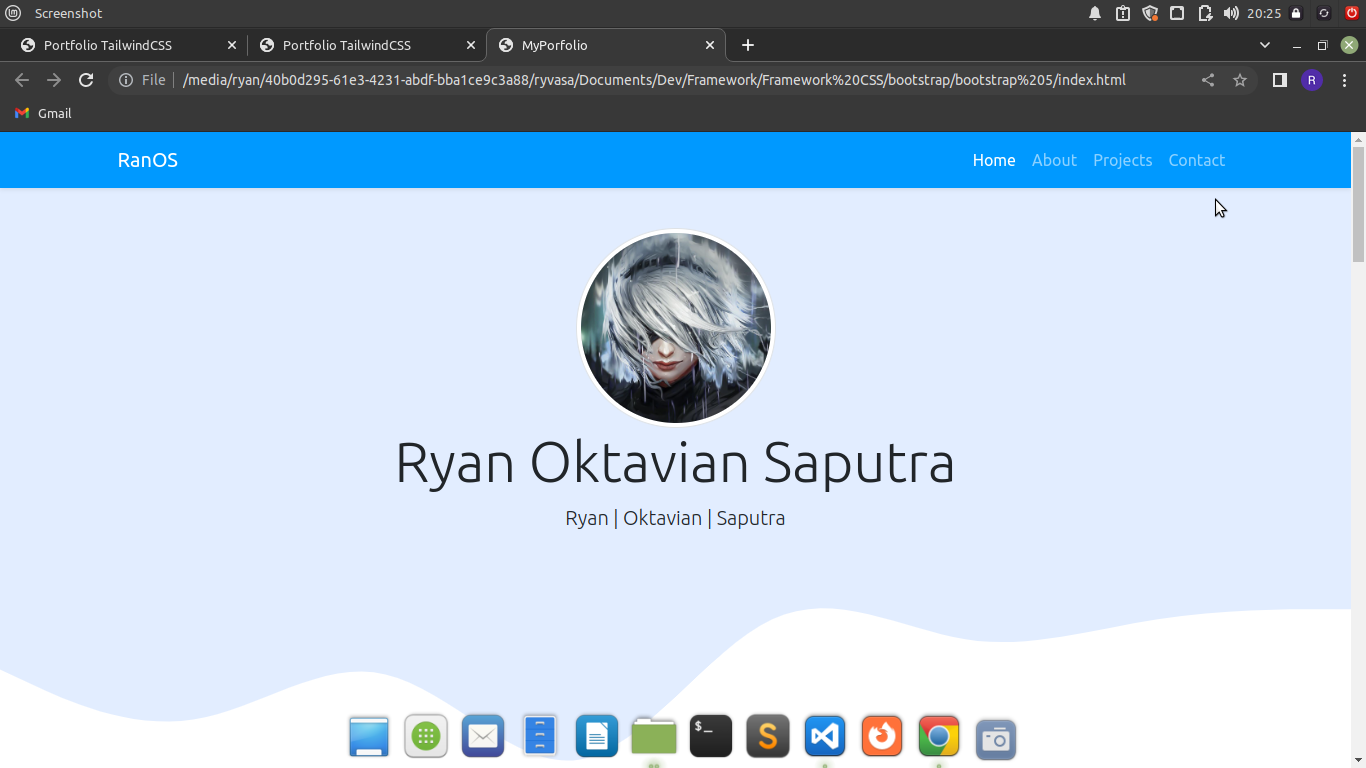 Screenshot
20:25
Portfolio TailwindCSS
Portfolio TailwindCSS
MyPorfolio
File
/media/ryan/40b0d295-61e3-4231-abdf-bba1ce9c3a88/ryvasa/Documents/Dev/Framework/Framework%20CSS/bootstrap/bootstrap%205/index.html
R
Gmail
RanOS
Home About Projects Contact
Ryan Oktavian Saputra
Ryan | Oktavian | Saputra
$_
S